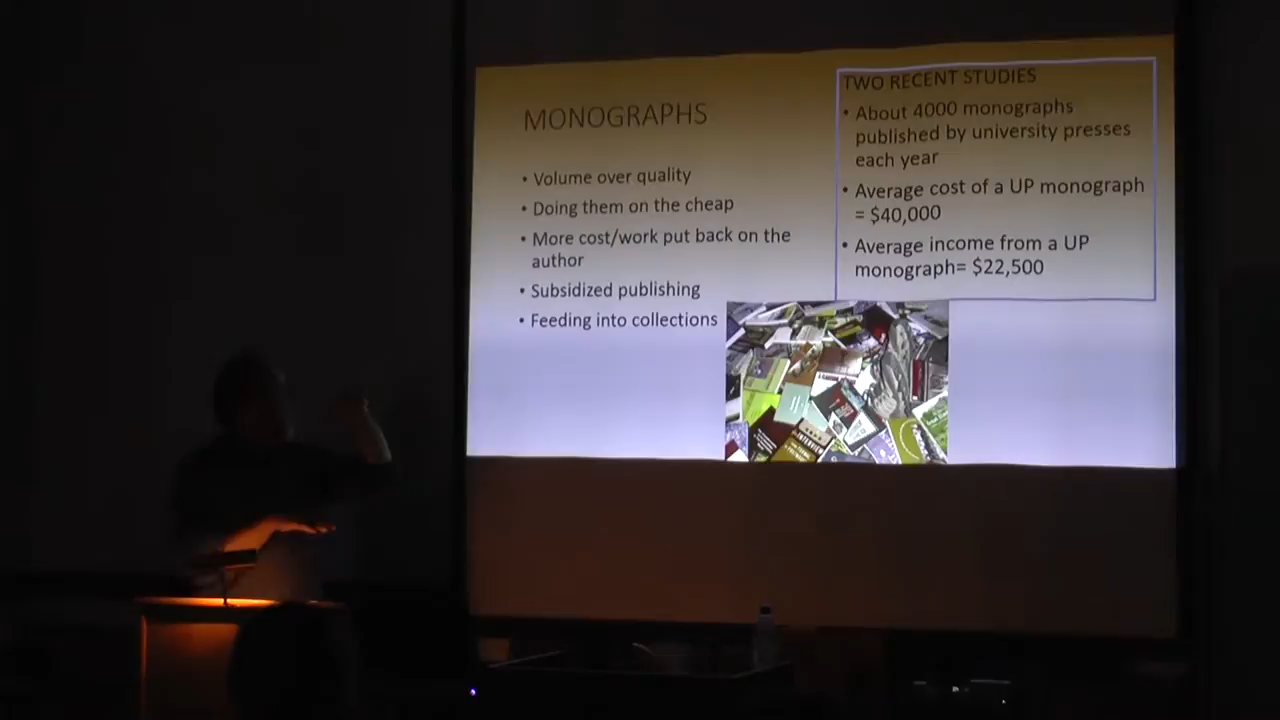 MONOGRAPHS
• Volume over quality
• Doing them on the cheap
• More cost/work put back on the
author
• Subsidized publishing
• Feeding into collections
TWO RECENT STUDIES
• About 4000 monographs
published by university presses
each year
• Average cost of a UP monograph
= $40,000
• Average income from a UP
monograph= $22,500
INTERVIEW